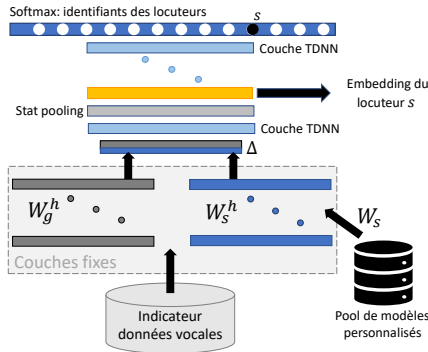 Softmax: identifiants des locuteurs
s
Couche TDNN
Embedding du
locuteur s
Stat pooling
Couche TDNN
Δ
W_g^h
W_s^h
W_s
Couches fixes
Indicateur
données vocales
Pool de modèles
personnalisés